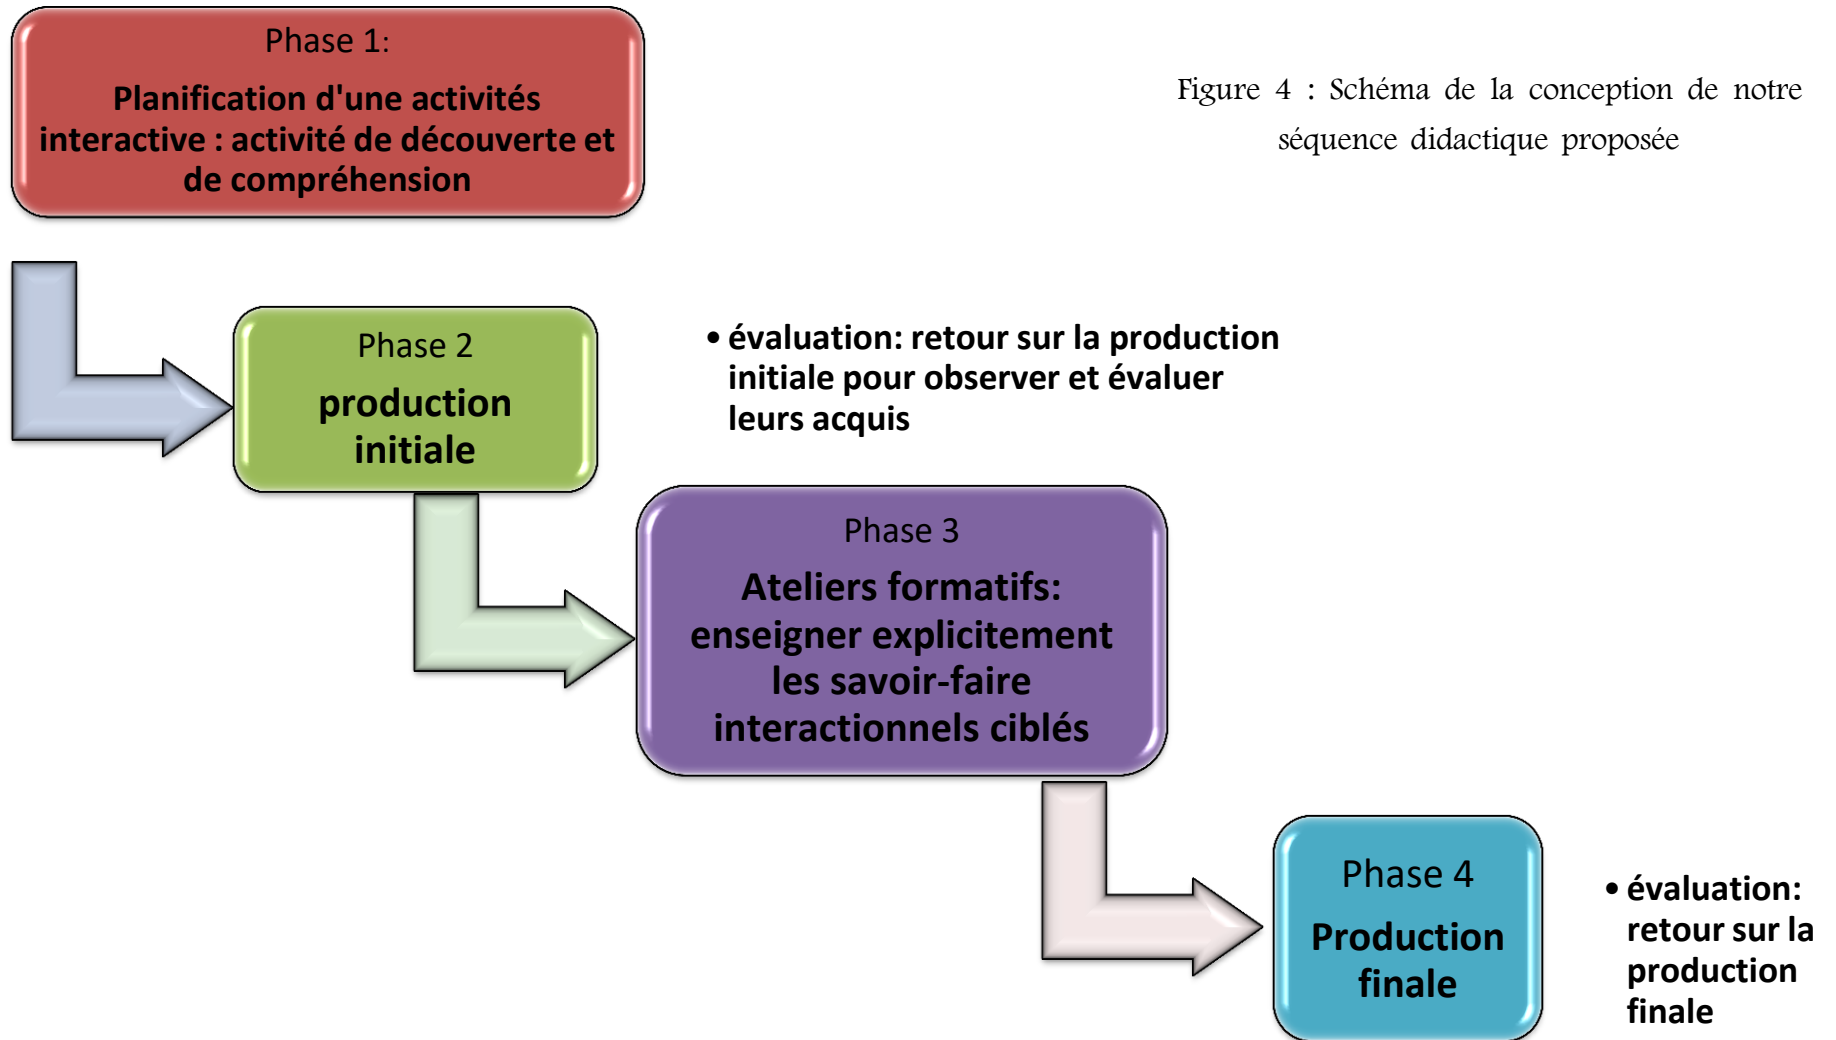 Phase 1:
Planification d'une activités
interactive : activité de découverte et
de compréhension
Figure 4 : Schéma de la conception de notre
séquence didactique proposée
Phase 2
production
initiale
• évaluation: retour sur la production
initiale pour observer et évaluer
leurs acquis
Phase 3
Ateliers formatifs:
enseigner explicitement
les savoir-faire
interactionnels ciblés
Phase 4
Production
finale
• évaluation:
retour sur la
production
finale